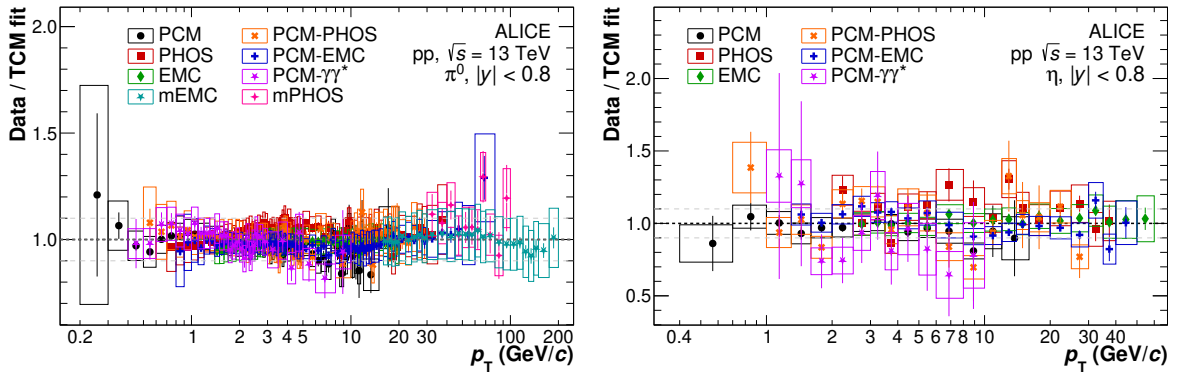 Data / TCM fit
2.0
1.5
1.0
PCM
PHOS
EMC
mEMC
PCM-PHOS
PCM-EMC
PCM-γγ*
mPHOS
ALICE
pp, √s = 13 TeV
π⁰, |y| < 0.8
0.2 1 2 3 4 5 10 20 30 100 200
p_T (GeV/c)
Data / TCM fit
2.5
2.0
1.5
1.0
0.5
PCM
PHOS
EMC
PCM-PHOS
PCM-EMC
PCM-γγ*
ALICE
pp √s = 13 TeV
η, |y| < 0.8
0.4 1 2 3 4 5 6 7 8 10 20 30 40
p_T (GeV/c)